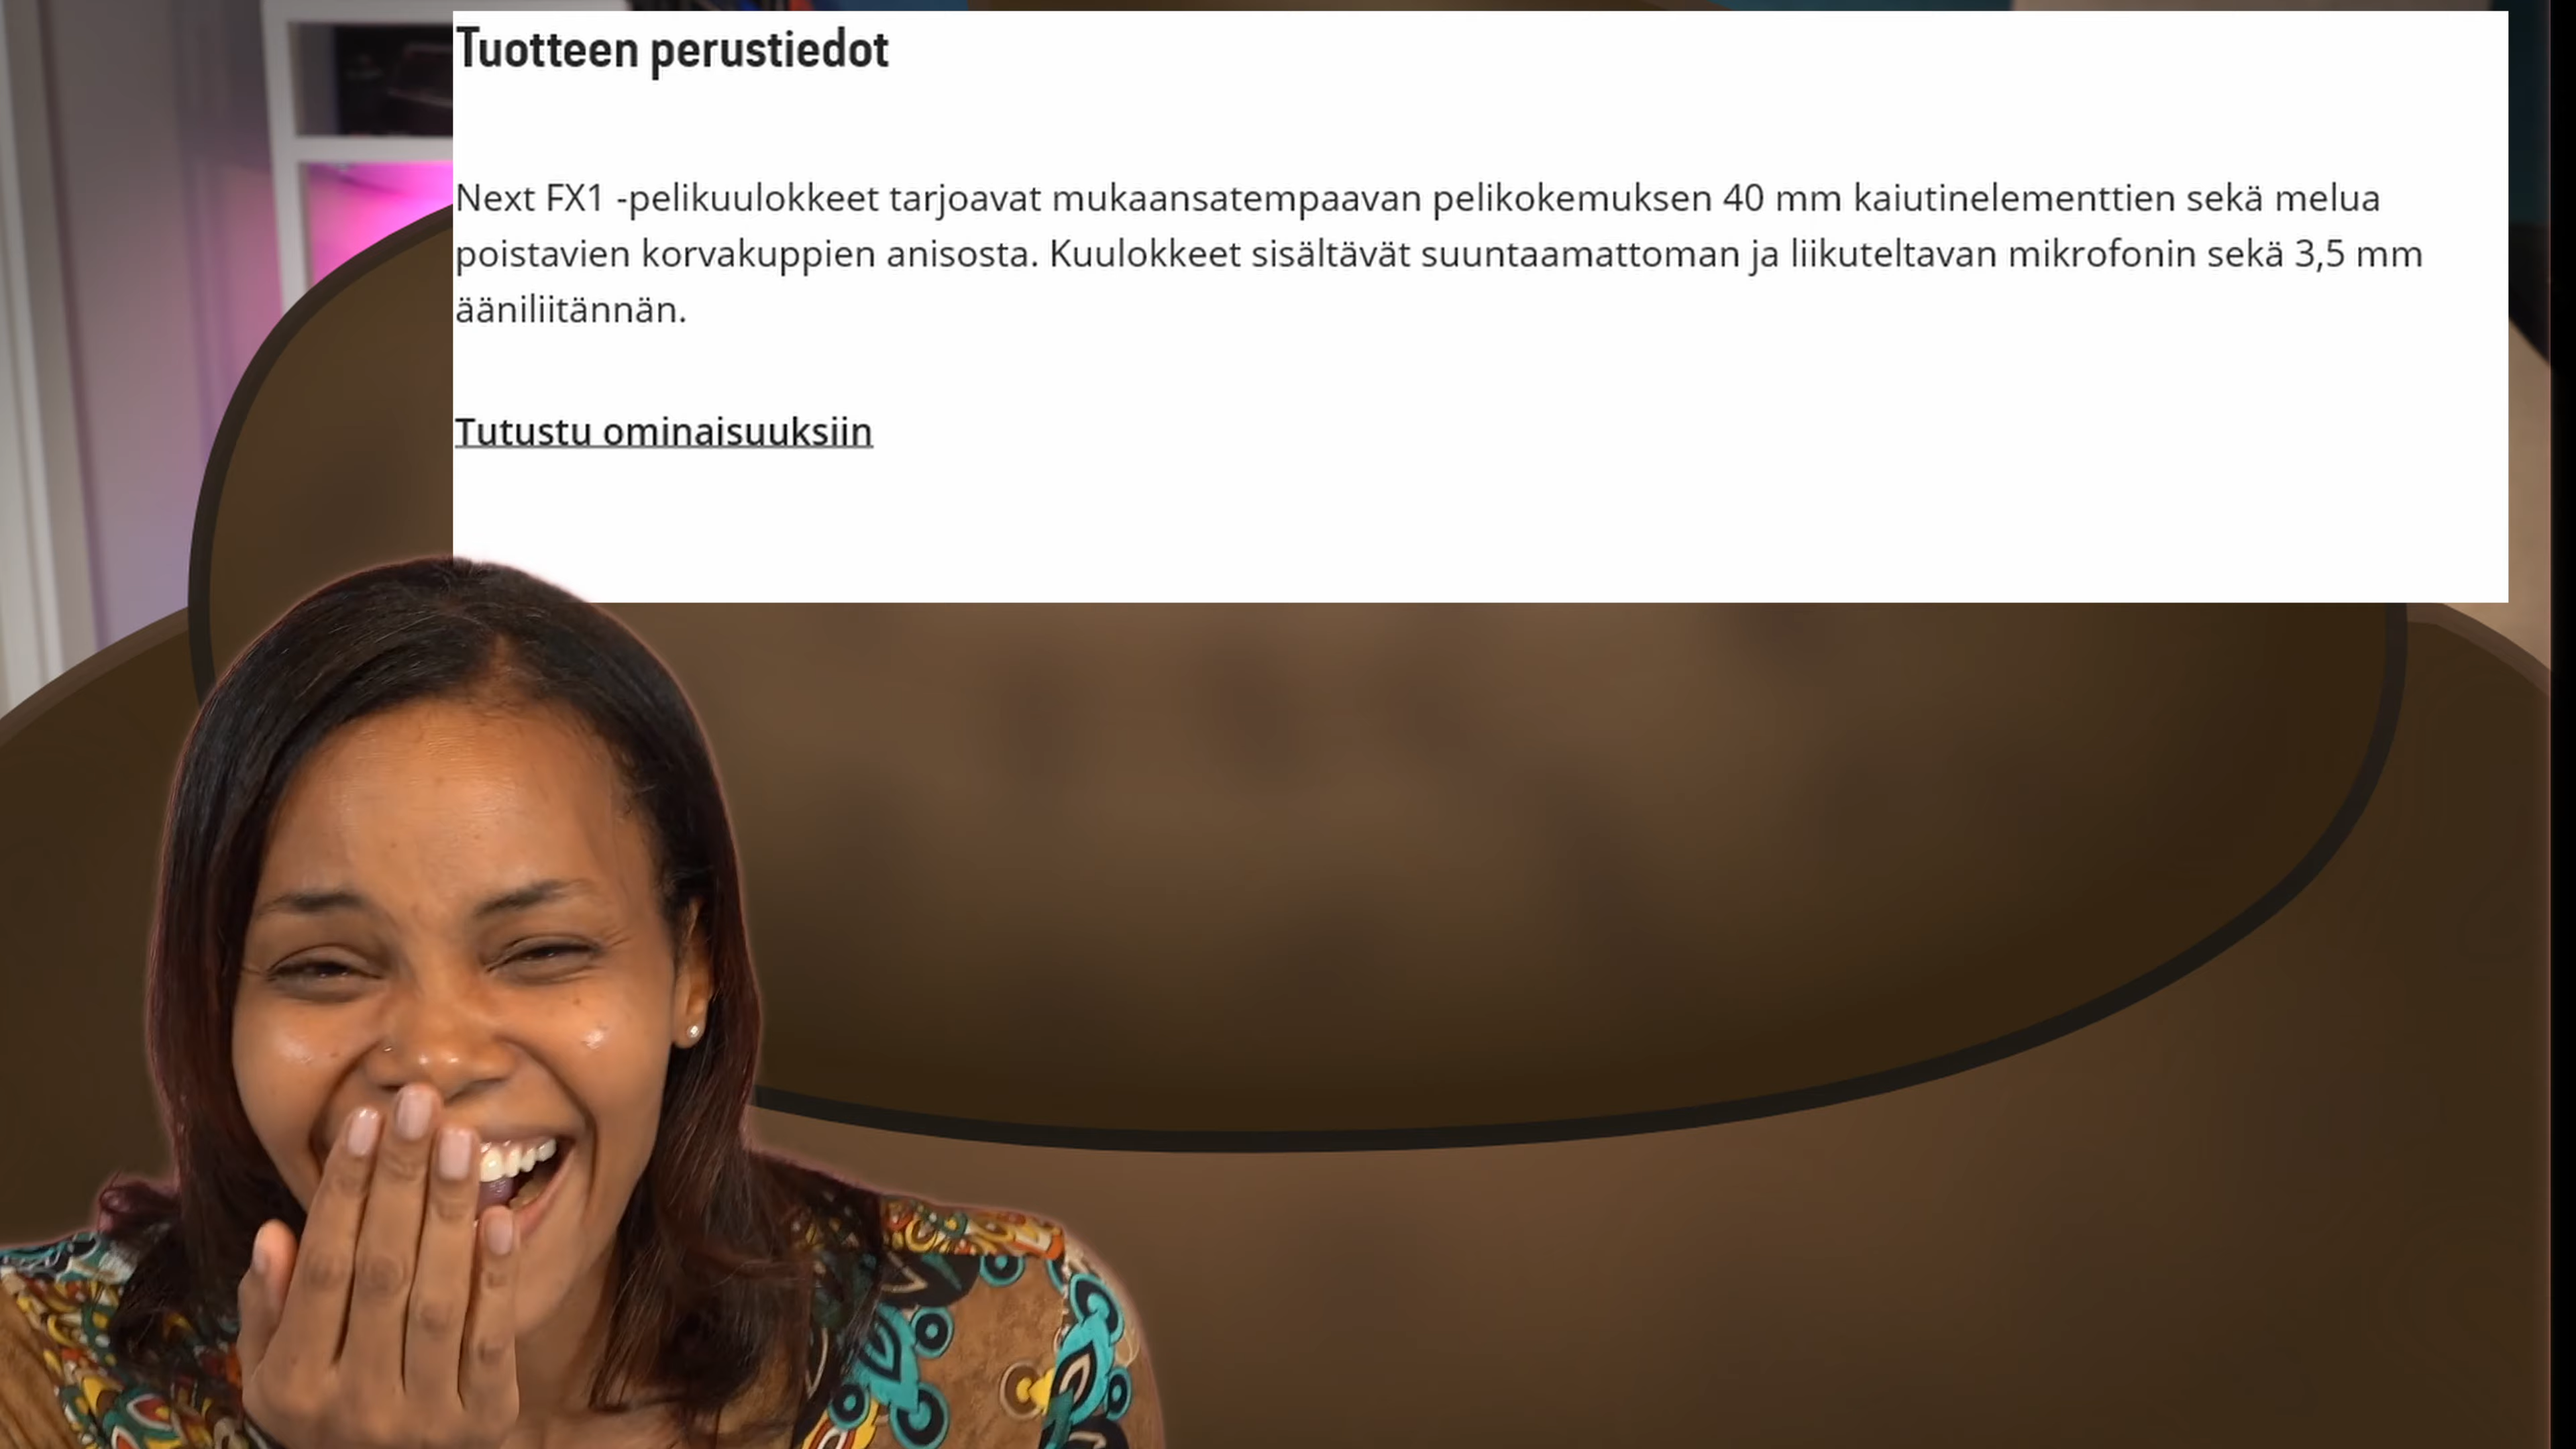 Tuotteen perustiedot
Next FX1 -pelikuulokkeet tarjoavat mukaansatempaavan pelikokemuksen 40 mm kaiutinelementtien sekä melua
poistavien korvakuppien anisosta. Kuulokkeet sisältävät suuntaamattoman ja liikuteltavan mikrofonin sekä 3,5 mm
ääniliitännän.
Tutustu ominaisuuksiin